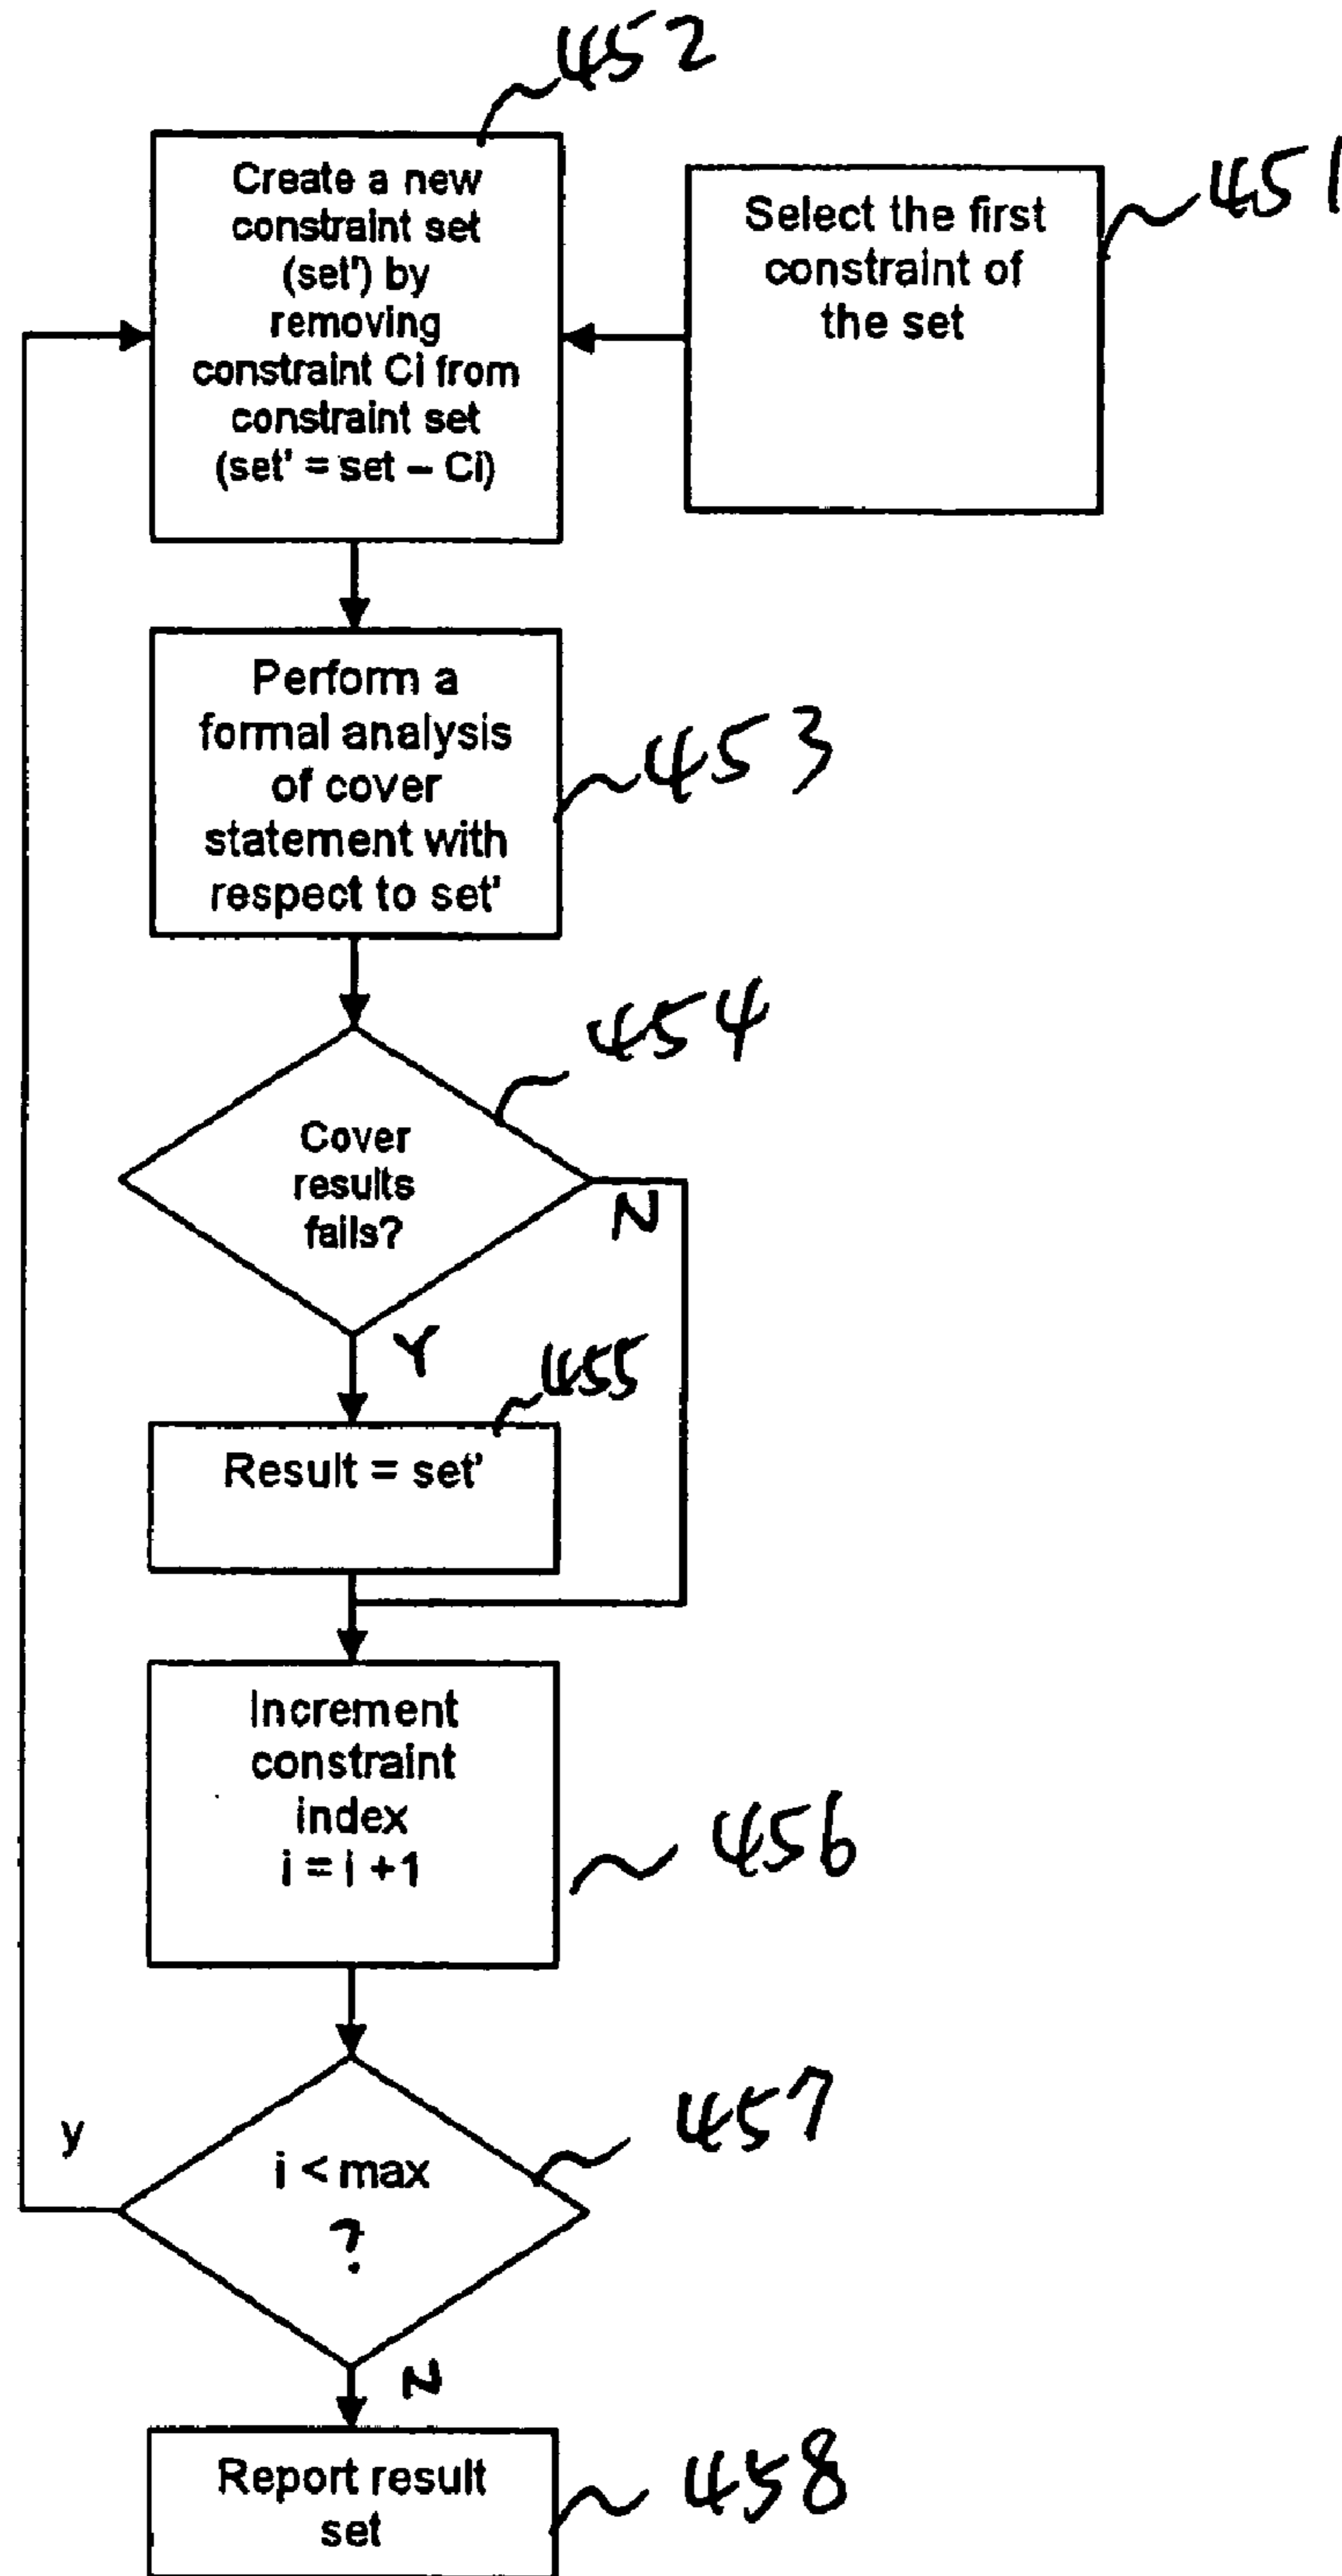 452
451
Create a new
constraint set
(set') by
removing
constraint Ci from
constraint set
(set' = set – Ci)
Select the first
constraint of
the set
Perform a
formal analysis
of cover
statement with
respect to set'
453
454
Cover
results
fails?
N
Y
455
Result = set'
Increment
constraint
index
i = i +1
456
457
y
i < max
?
N
Report result
set
458